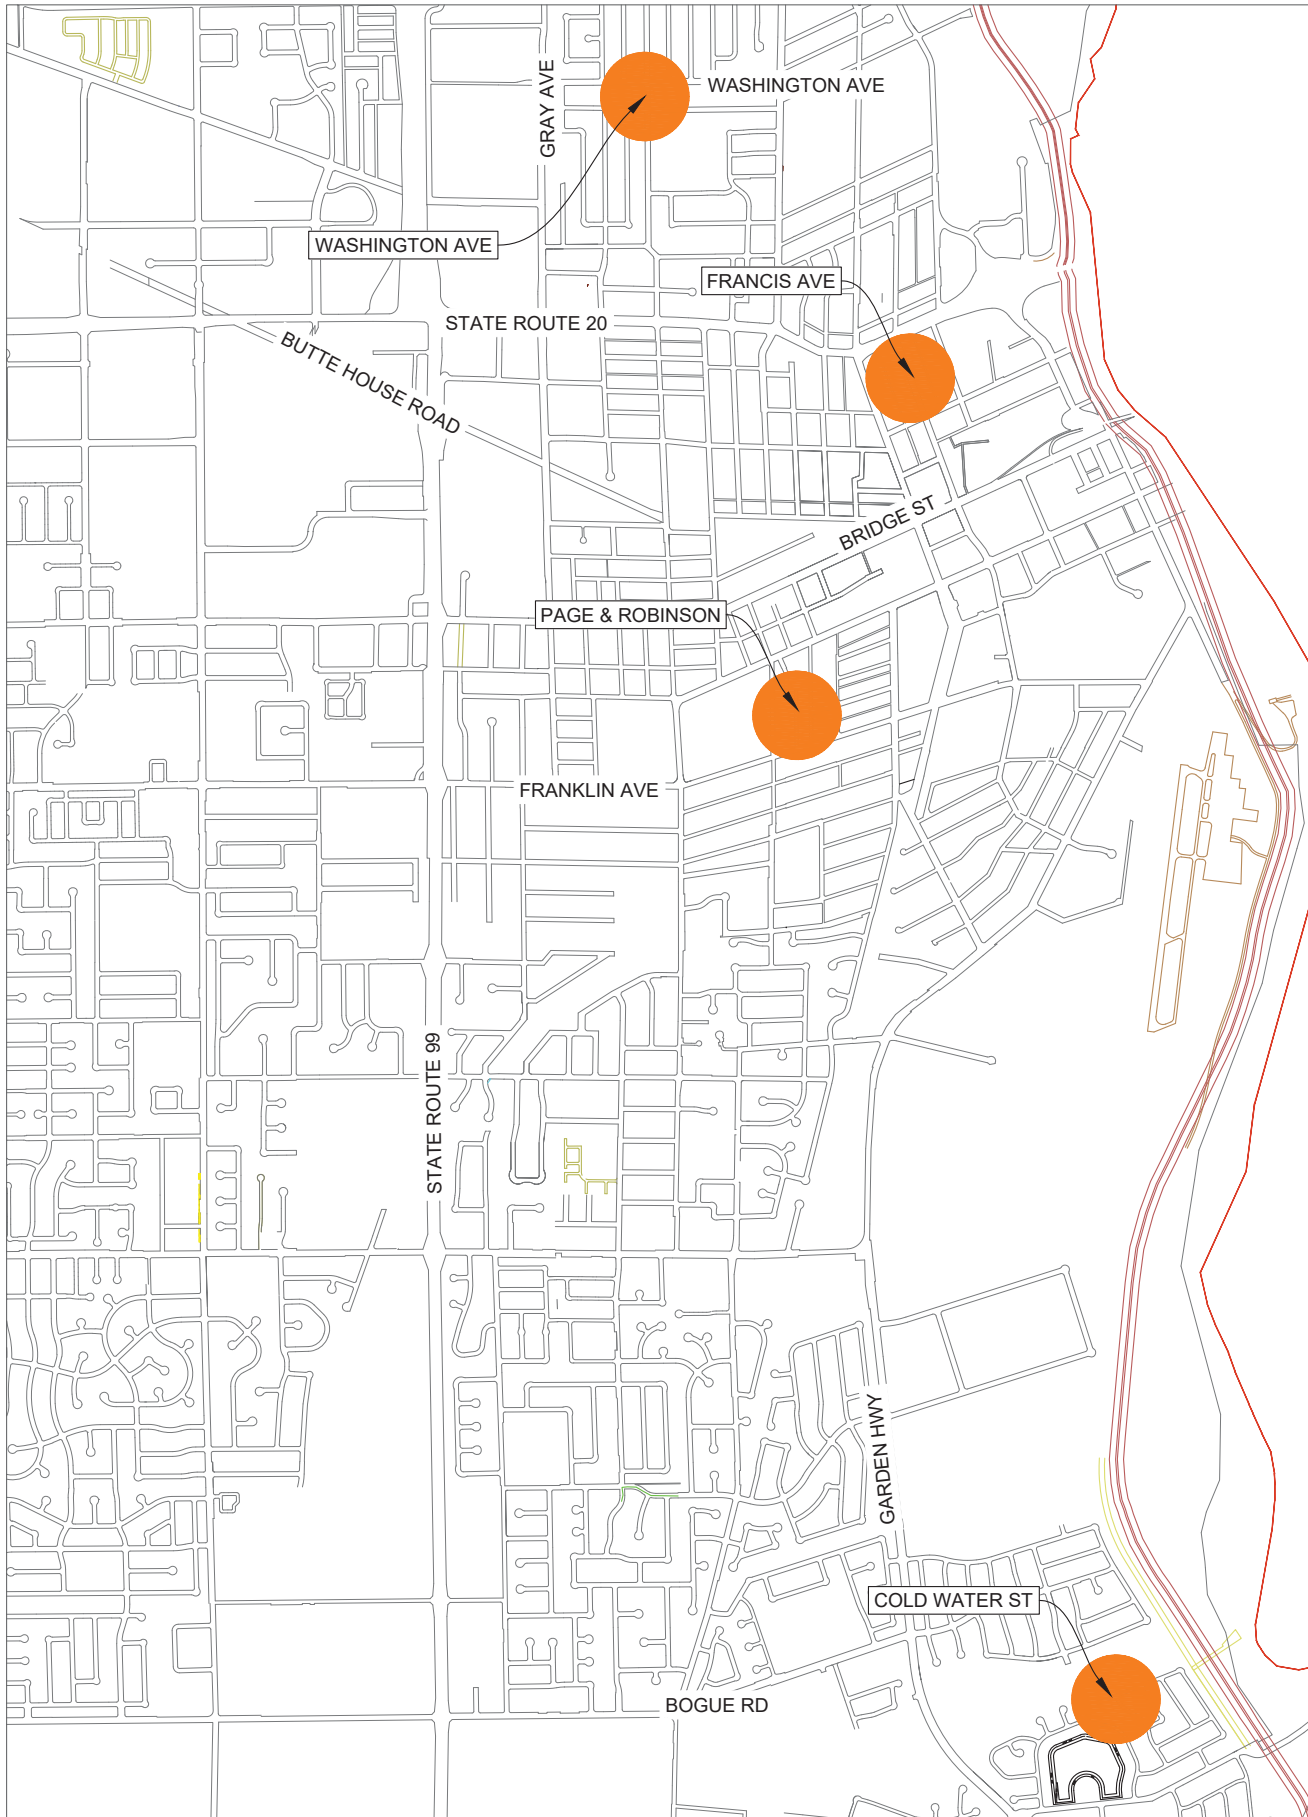 GRAY AVE
WASHINGTON AVE
WASHINGTON AVE
FRANCIS AVE
STATE ROUTE 20
BUTTE HOUSE ROAD
BRIDGE ST
PAGE & ROBINSON
FRANKLIN AVE
STATE ROUTE 99
GARDEN HWY
COLD WATER ST
BOGUE RD